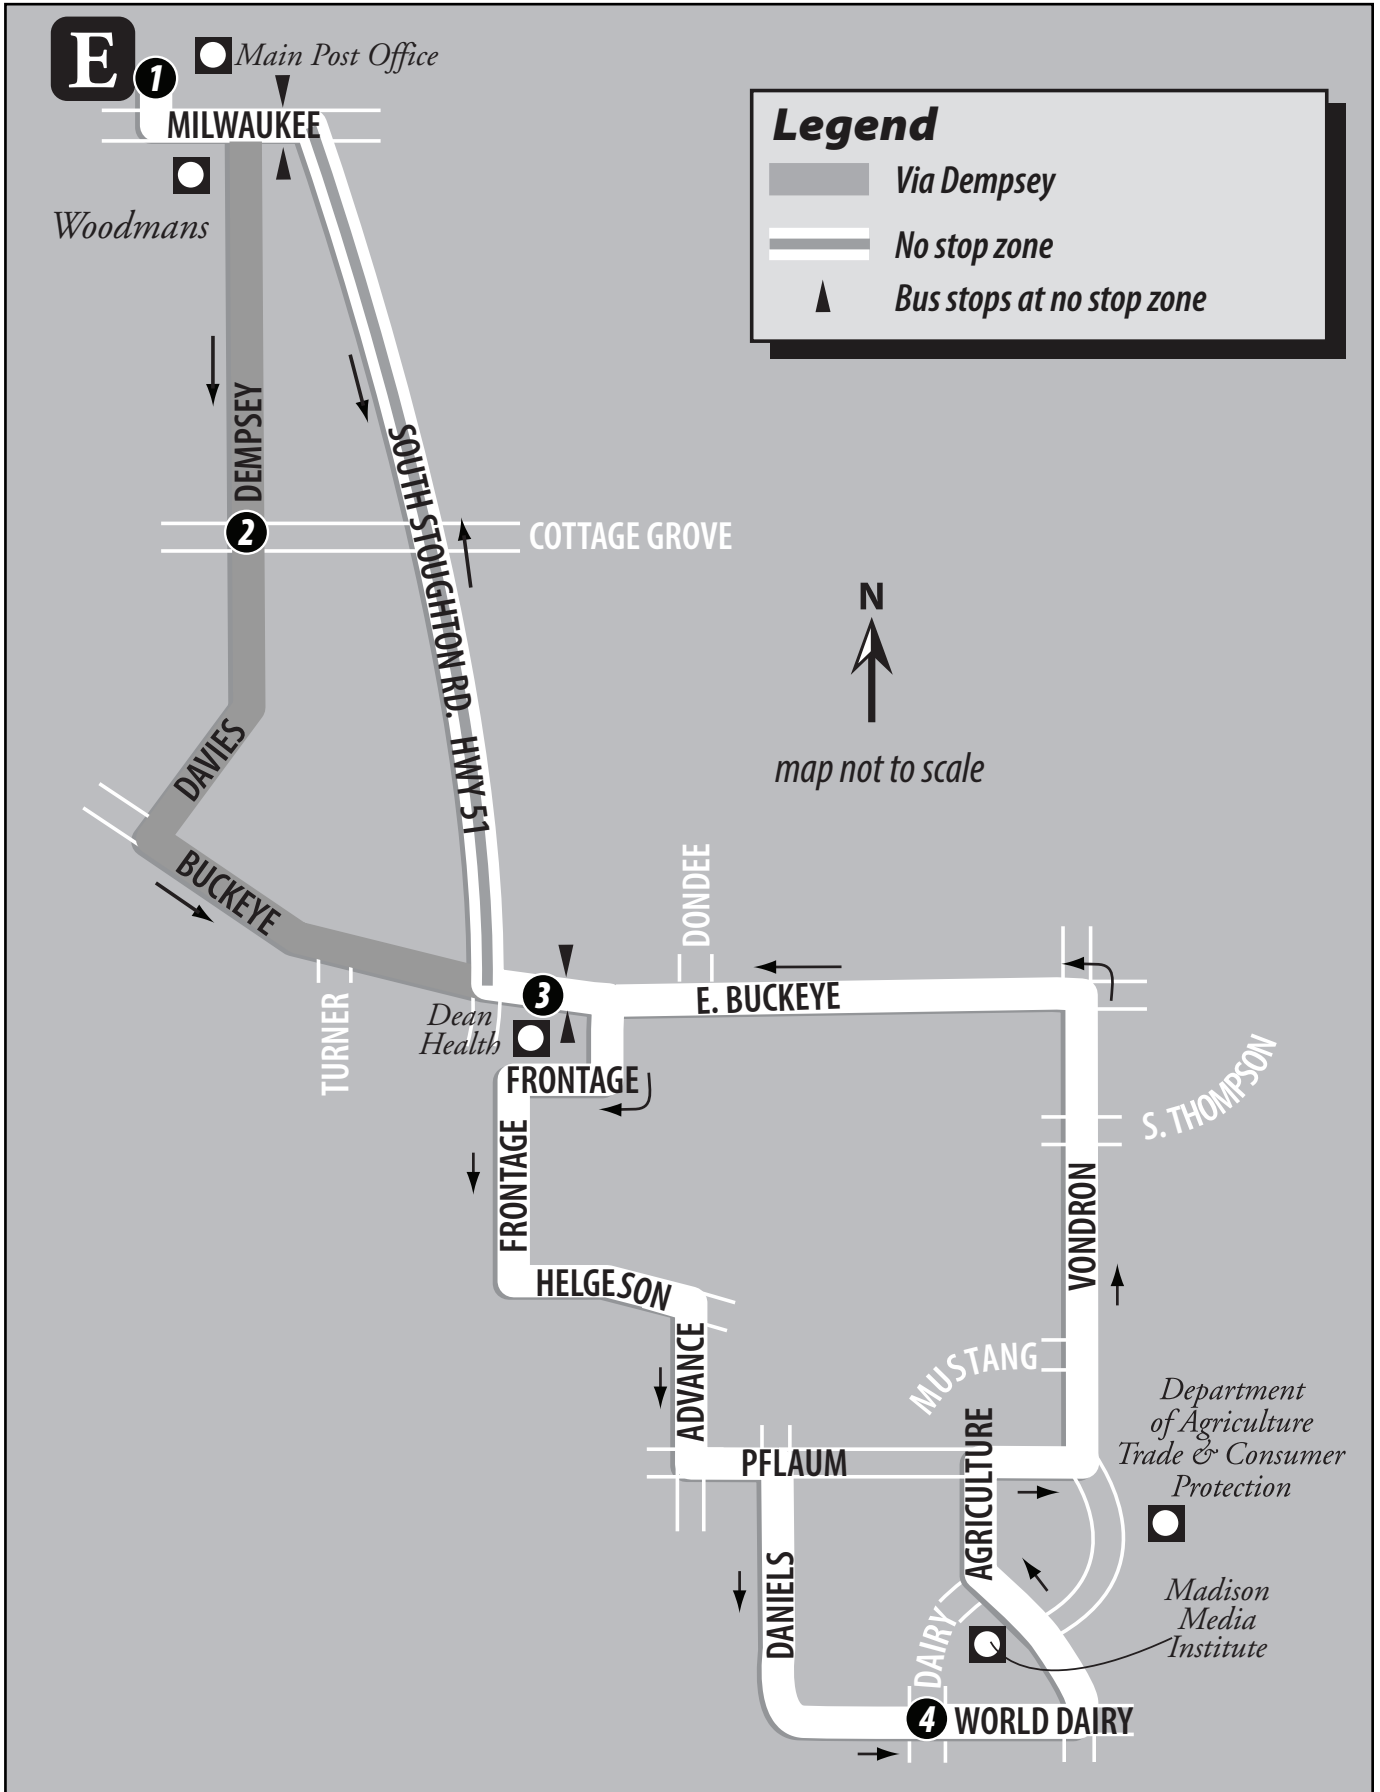 E
1
Main Post Office
MILWAUKEE
Woodmans
Legend
Via Dempsey
No stop zone
Bus stops at no stop zone
DEMPSEY
2
COTTAGE GROVE
SOUTH STOUGHTON RD. HWY 51
N
map not to scale
DAVIES
BUCKEYE
TURNER
DONDEE
3
Dean
Health
E. BUCKEYE
FRONTAGE
FRONTAGE
S. THOMPSON
VONDRON
HELGESON
ADVANCE
MUSTANG
Department
of Agriculture
Trade & Consumer
Protection
PFLAUM
AGRICULTURE
DANIELS
DAIRY
Madison
Media
Institute
4
WORLD DAIRY